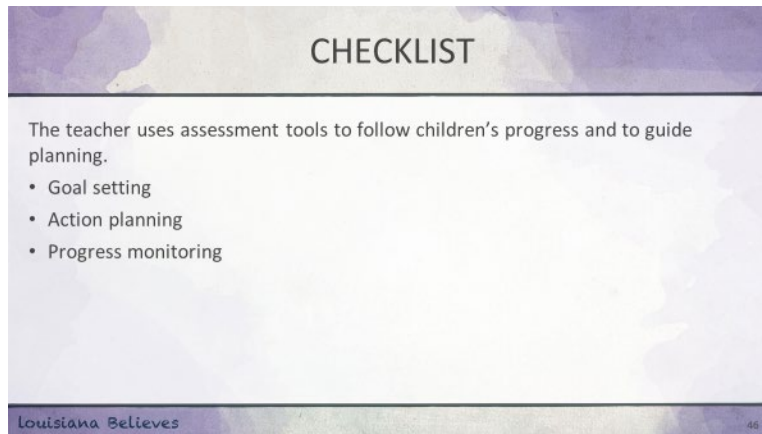 CHECKLIST
The teacher uses assessment tools to follow children’s progress and to guide
planning.
• Goal setting
• Action planning
• Progress monitoring
Louisiana Believes
46